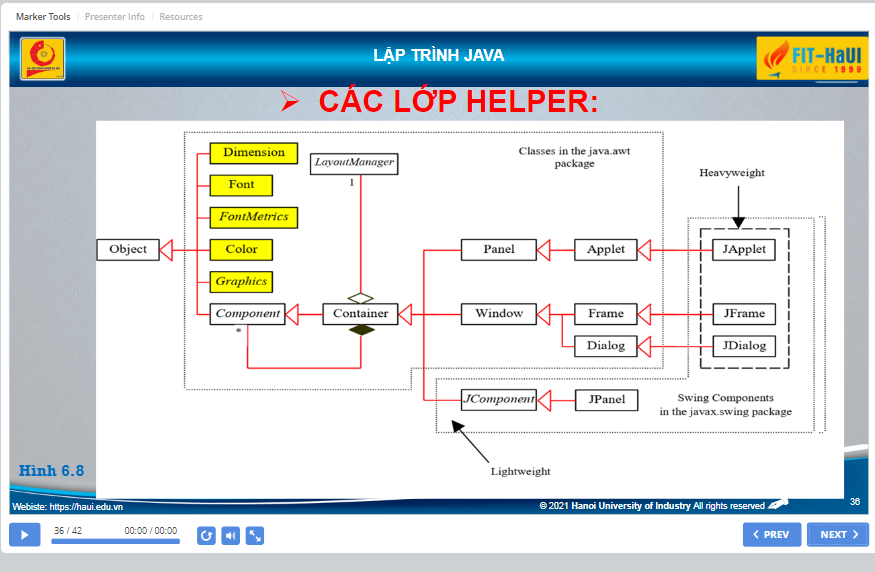 Marker Tools
Presenter Info
Resources
LẬP TRÌNH JAVA
FIT-HaUI
SINCE 1999
CÁC LỚP HELPER:
Dimension
LayoutManager
1
Classes in the java.awt
package
Heavyweight
Font
FontMetrics
Object
Color
Panel
Applet
JApplet
Graphics
Component
*
Container
Window
Frame
JFrame
Dialog
JDialog
JComponent
JPanel
Swing Components
in the javax.swing package
Lightweight
Hình 6.8
Webiste: https://haui.edu.vn
© 2021 Hanoi University of Industry All rights reserved
36
36 / 42
00:00 / 00:00
PREV
NEXT